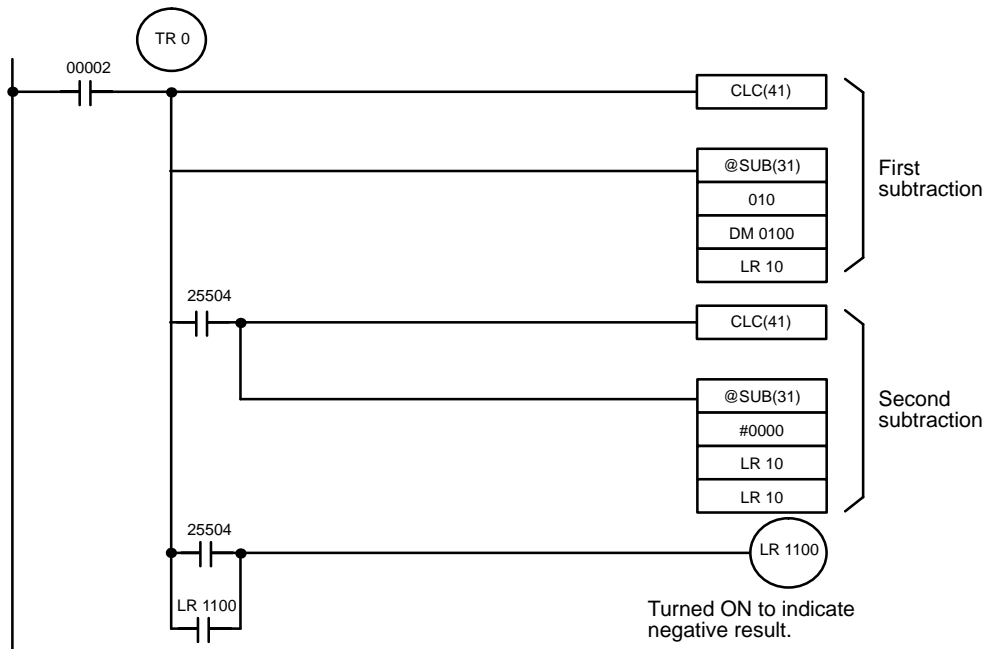 TR 0
00002
CLC(41)
@SUB(31)
010
DM 0100
LR 10
First
subtraction
25504
CLC(41)
@SUB(31)
#0000
LR 10
LR 10
Second
subtraction
25504
LR 1100
LR 1100
Turned ON to indicate
negative result.